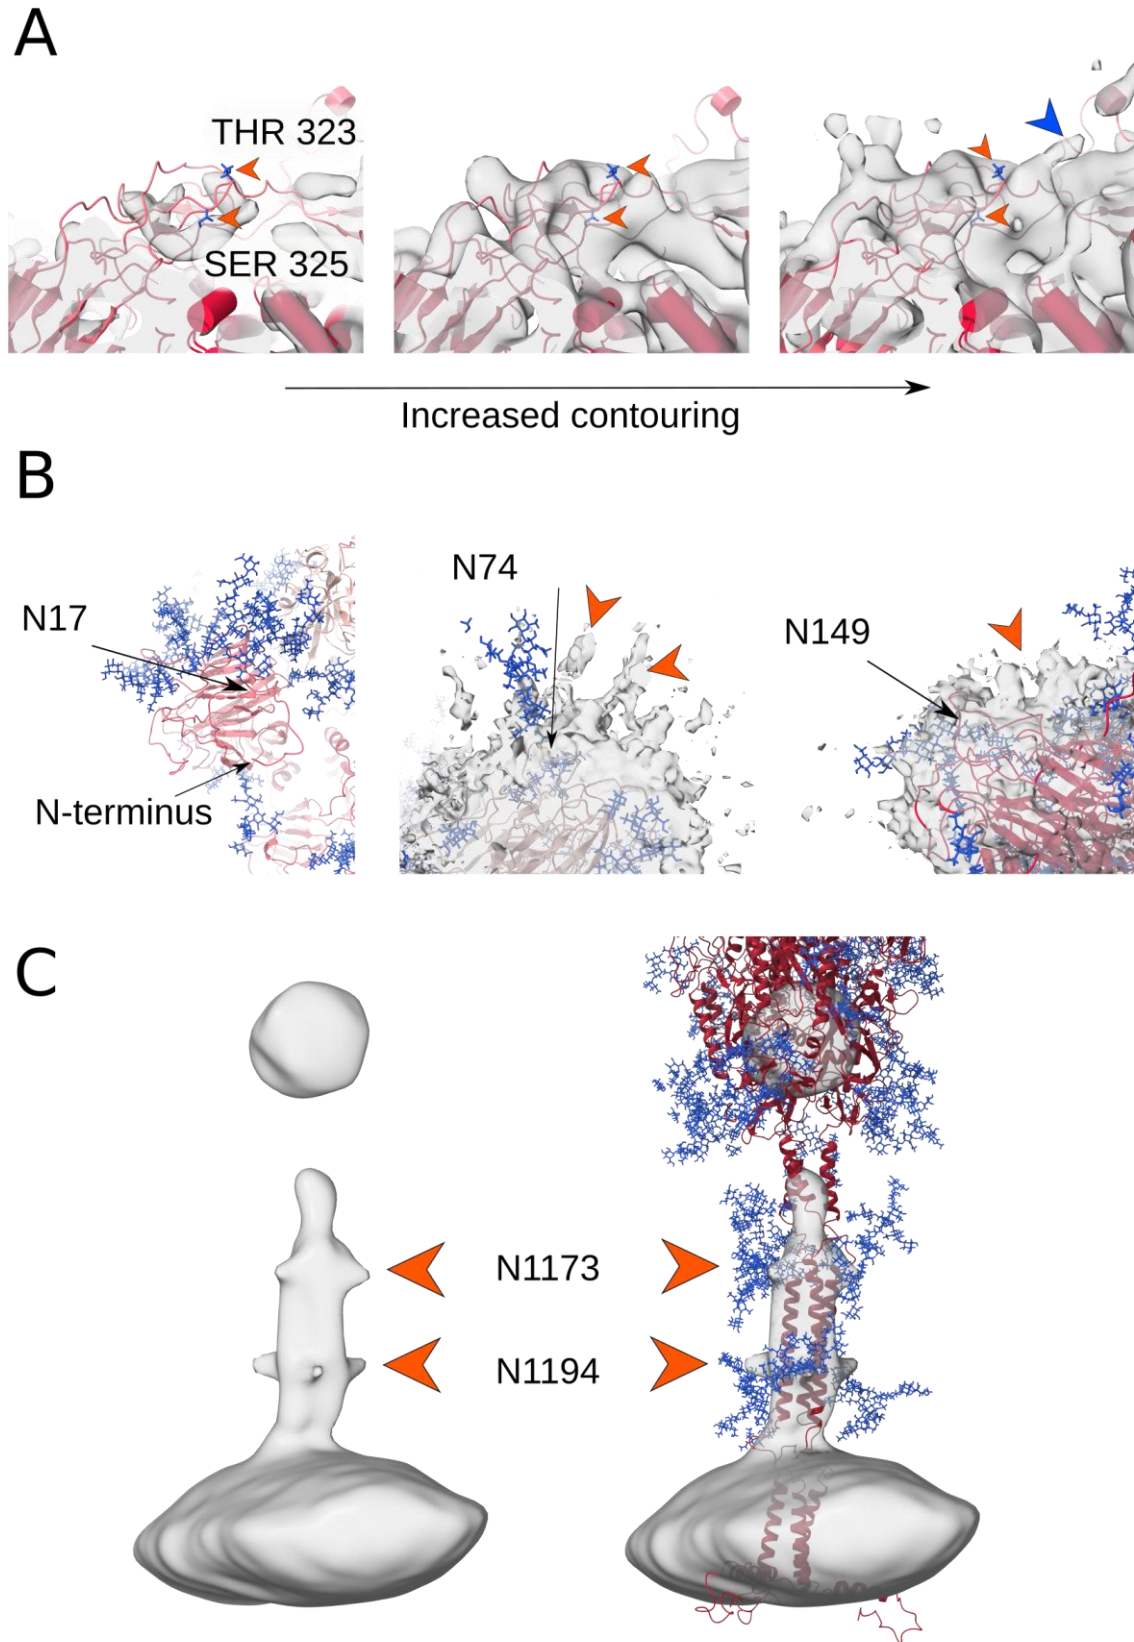 A
THR 323
SER 325
Increased contouring
B
N17
N-terminus
N74
N149
C
N1173
N1194